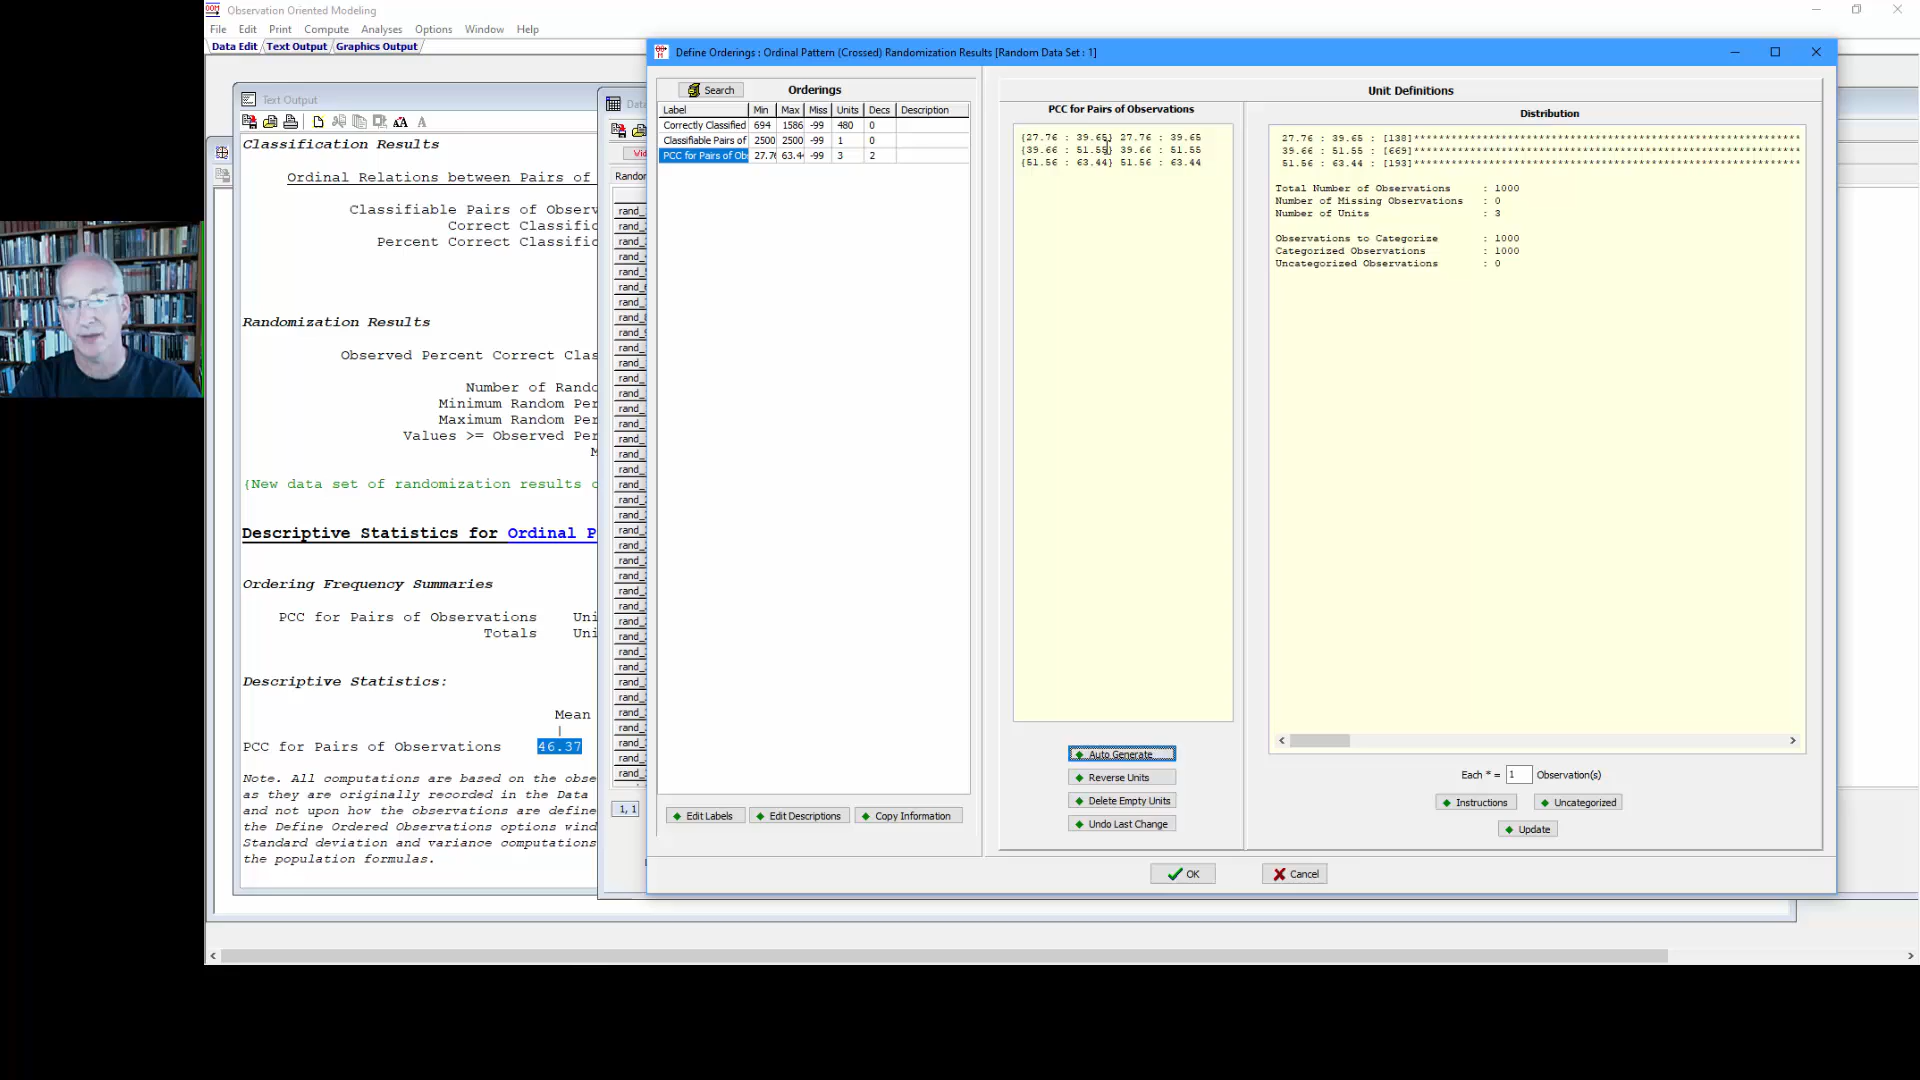 Observation Oriented Modeling
File Edit Print Compute Analyses Options Window Help
Data Edit Text Output Graphics Output
Text Output
Classification Results
Ordinal Relations between Pairs of
Classifiable Pairs of Observ
Correct Classific
Percent Correct Classific
Randomization Results
Observed Percent Correct Clas
Number of Rando
Minimum Random Per
Maximum Random Per
Values >= Observed Per
{New data set of randomization results
Descriptive Statistics for Ordinal P
Ordering Frequency Summaries
PCC for Pairs of Observations Uni
Totals Uni
Descriptive Statistics:
Mean
PCC for Pairs of Observations 46.37
Note. All computations are based on the obse
as they are originally recorded in the Data
and not upon how the observations are define
the Define Ordered Observations options wind
Standard deviation and variance computations
the population formulas.
Random
1, 1
Define Orderings : Ordinal Pattern (Crossed) Randomization Results [Random Data Set : 1]
Search Orderings
Label Min Max Miss Units Decs Description
Correctly Classified 694 1586 -99 480 0
Classifiable Pairs of 2500 2500 -99 1 0
PCC for Pairs of Ob: 27.76 63.44 -99 3 2
Edit Labels Edit Descriptions Copy Information
Unit Definitions
PCC for Pairs of Observations
{27.76 : 39.65} 27.76 : 39.65
{39.66 : 51.55} 39.66 : 51.55
{51.56 : 63.44} 51.56 : 63.44
Auto Generate
Reverse Units
Delete Empty Units
Undo Last Change
Distribution
27.76 : 39.65 : [138]
39.66 : 51.55 : [669]
51.56 : 63.44 : [193]
Total Number of Observations : 1000
Number of Missing Observations : 0
Number of Units : 3
Observations to Categorize : 1000
Categorized Observations : 1000
Uncategorized Observations : 0
Each * = 1 Observation(s)
Instructions Uncategorized
Update
OK Cancel